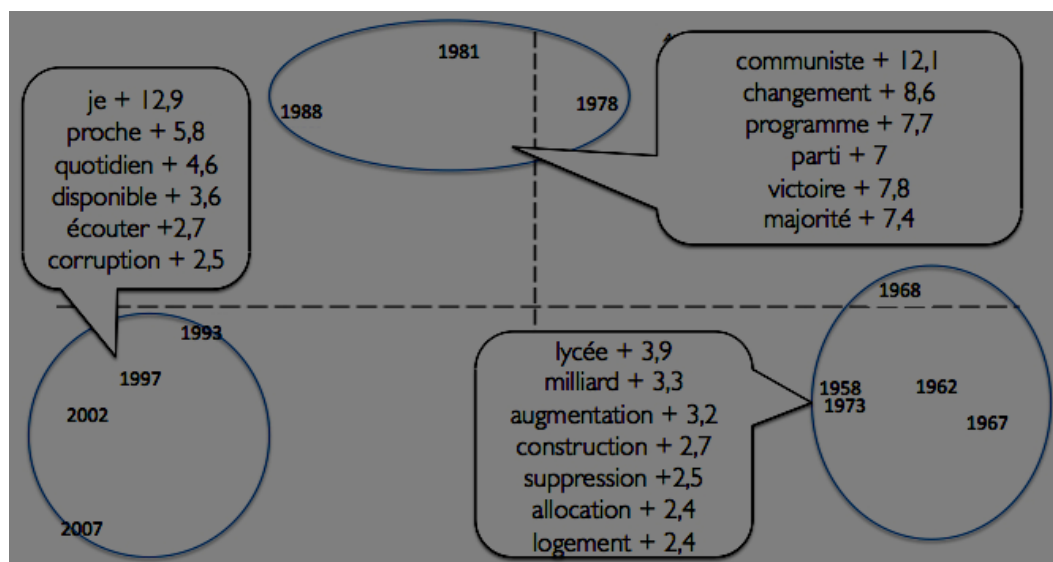 je + 12,9
proche + 5,8
quotidien + 4,6
disponible + 3,6
écouter +2,7
corruption + 2,5
1981
1988
1978
communiste + 12,1
changement + 8,6
programme + 7,7
parti + 7
victoire + 7,8
majorité + 7,4
1993
1997
2002
2007
lycée + 3,9
milliard + 3,3
augmentation + 3,2
construction + 2,7
suppression +2,5
allocation + 2,4
logement + 2,4
1968
1958
1962
1973
1967